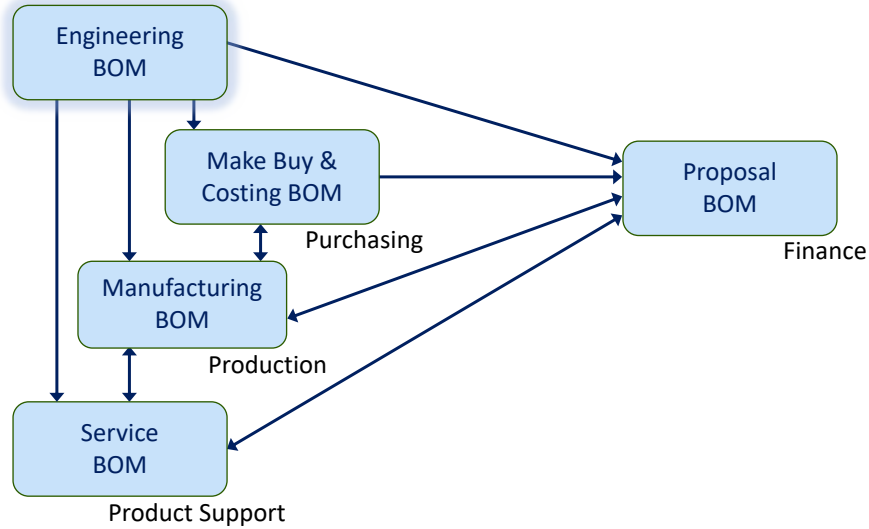 Engineering
BOM
Make Buy &
Costing BOM
Purchasing
Proposal
BOM
Finance
Manufacturing
BOM
Production
Service
BOM
Product Support